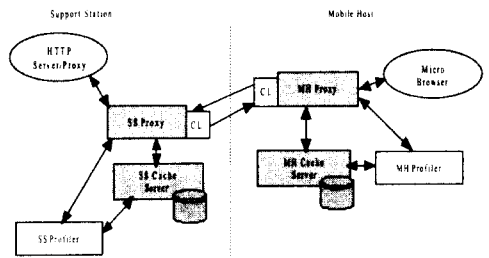 Support Station
Mobile Host
HTTP
Server/Proxy
Micro
Browser
CL
MH Proxy
SS Proxy
CL
SS Cache
Server
MH Cache
Server
MH Profiler
SS Profiler